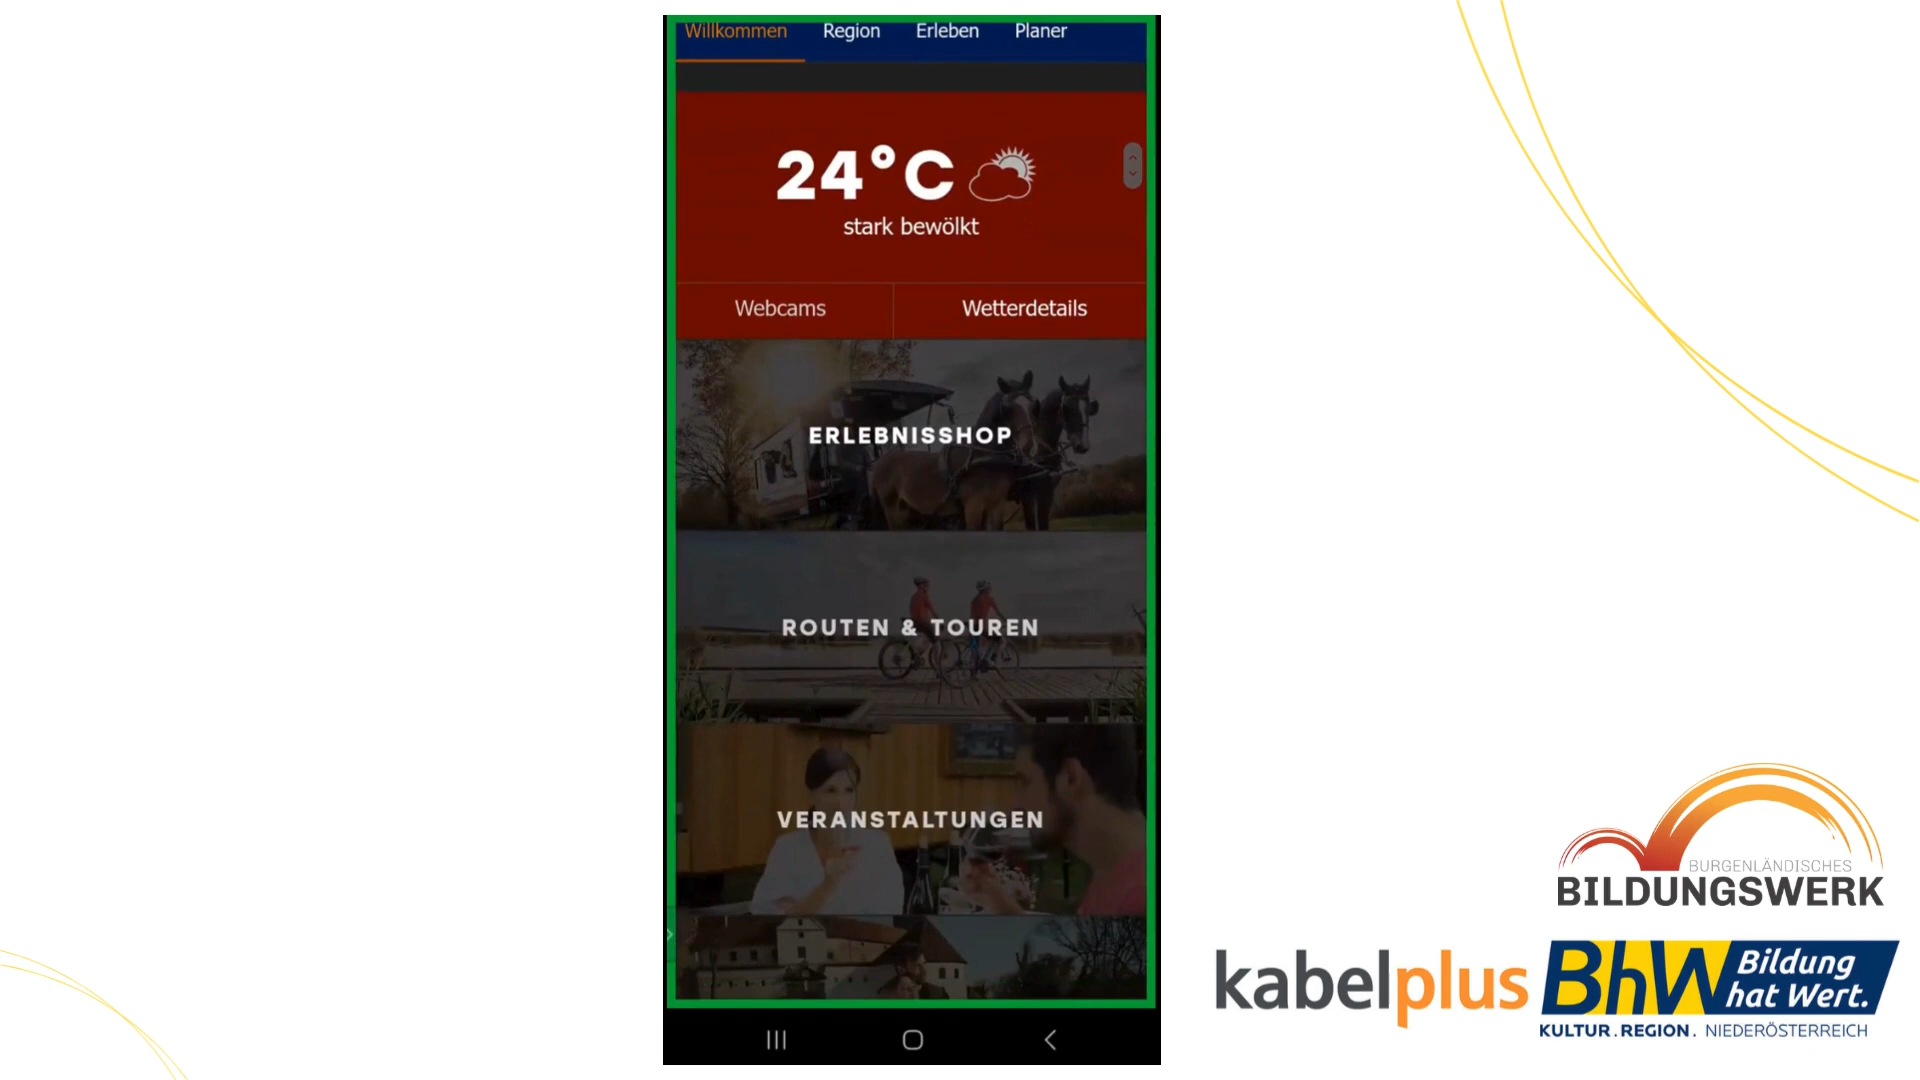 Willkommen Region Erleben Planer
24°C
stark bewölkt
Webcams Wetterdetails
ERLEBNISSHOP
ROUTEN & TOUREN
VERANSTALTUNGEN
BURGENLÄNDISCHES
BILDUNGSWERK
kabelplus
BhW Bildung
hat Wert.
KULTUR.REGION. NIEDERÖSTERREICH